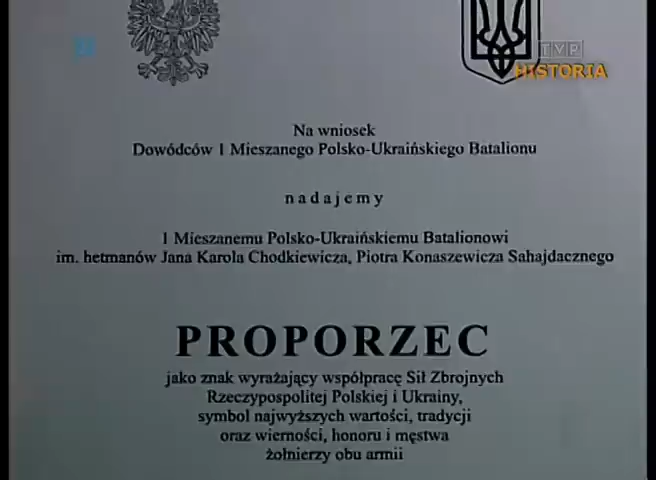 TVP
HISTORIA
Na wniosek
Dowódców 1 Mieszanego Polsko-Ukraińskiego Batalionu
nadajemy
1 Mieszanemu Polsko-Ukraińskiemu Batalionowi
im. hetmanów Jana Karola Chodkiewicza, Piotra Konaszewicza Sahajdacznego
PROPORZEC
jako znak wyrażający współpracę Sił Zbrojnych
Rzeczypospolitej Polskiej i Ukrainy,
symbol najwyższych wartości, tradycji
oraz wierności, honoru i męstwa
żołnierzy obu armii